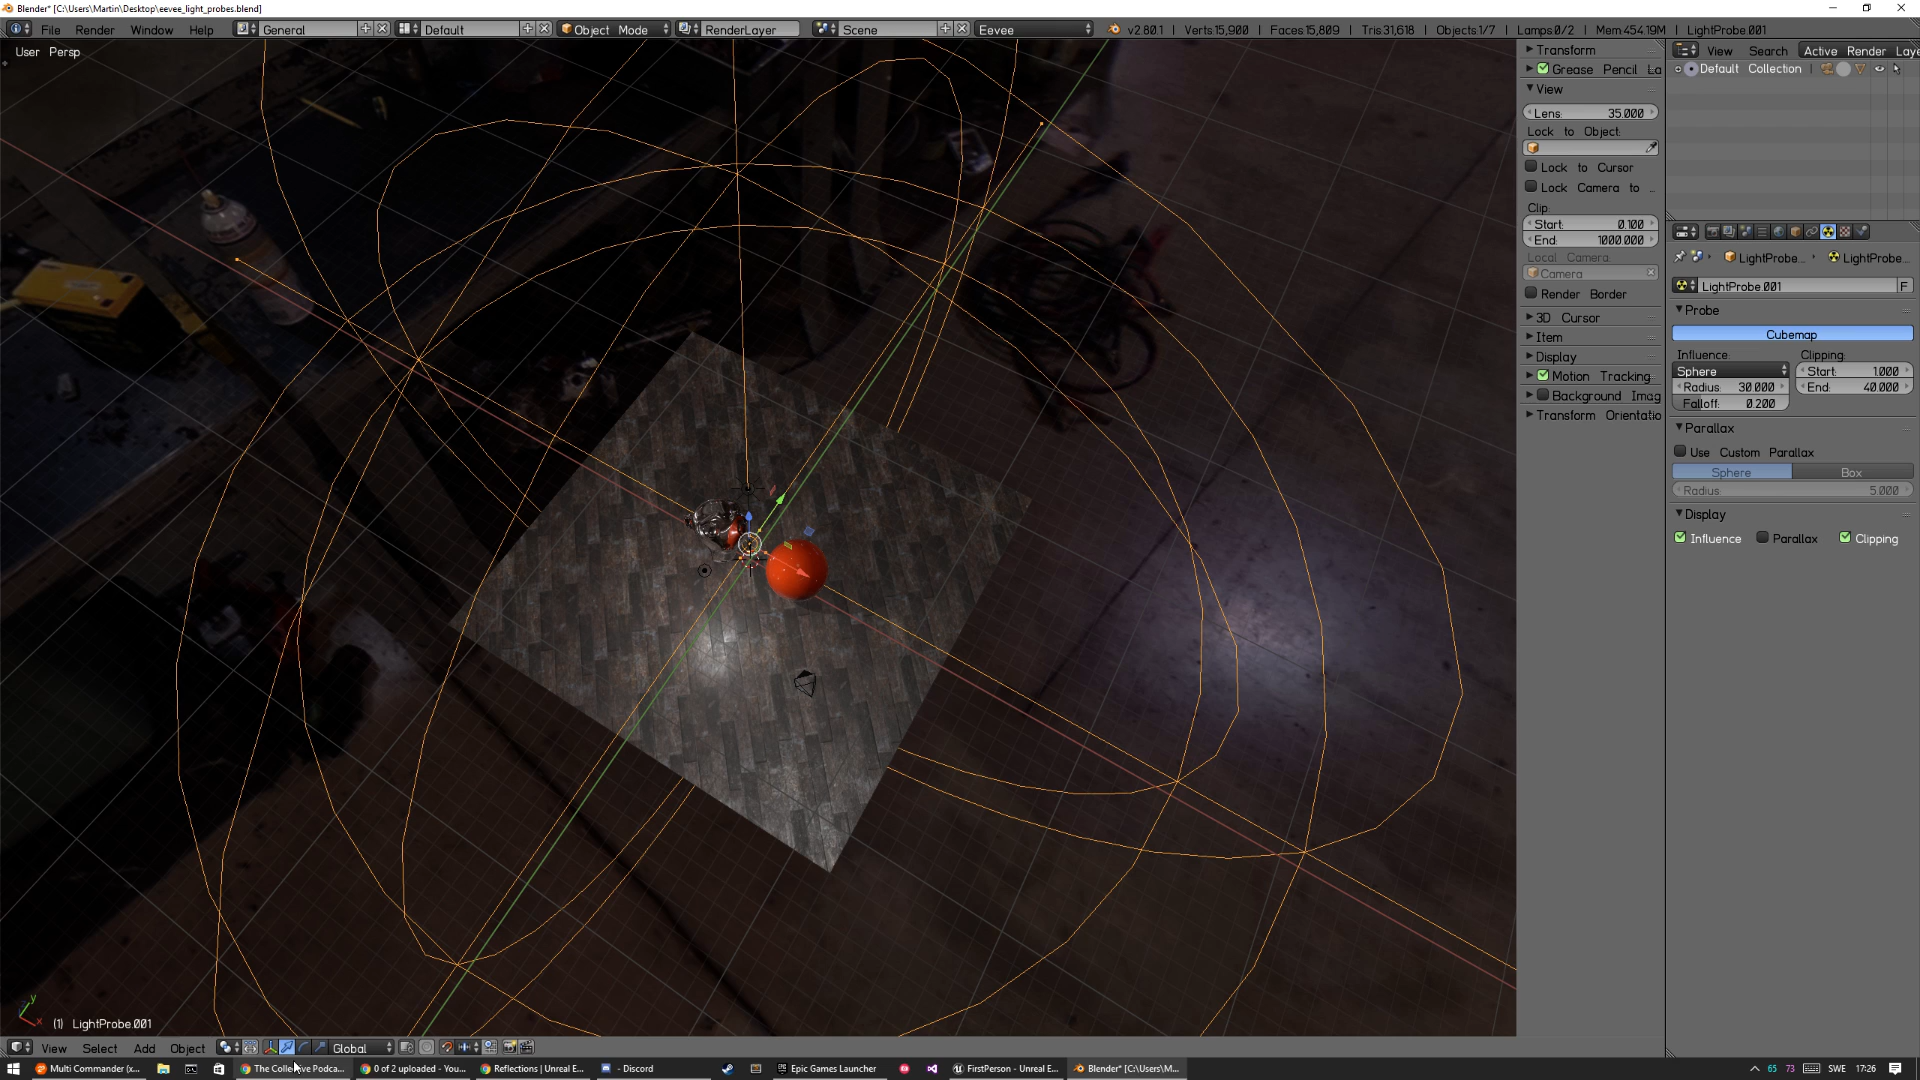 Blender* [C:\Users\Martin\Desktop\eevee_light_probes.blend]
File Render Window Help General Default Object Mode RenderLayer Scene Eevee v2.80.1 | Verts:15,900 | Faces:15,809 | Tris:31,618 | Objects:1/7 | Lamps:0/2 | Mem:454.19M | LightProbe.001
User Persp
Transform
Grease Pencil La
View
Lens: 35.000
Lock to Object:
Lock to Cursor
Lock Camera to ...
Clip:
Start: 0.100
End: 1000.000
Local Camera:
Camera
Render Border
3D Cursor
Item
Display
Motion Tracking
Background Imag
Transform Orientatio
View Search Active Render Laye
Default Collection
LightProbe... LightProbe...
LightProbe.001 F
Probe
Cubemap
Influence: Clipping:
Sphere Start: 1.000
Radius: 30.000 End: 40.000
Falloff: 0.200
Parallax
Use Custom Parallax
Sphere Box
Radius 5.000
Display
Influence Parallax Clipping
y
x
(1) LightProbe.001
View Select Add Object Global
Multi Commander (x... The Collective Podca... 0 of 2 uploaded - You... Reflections | Unreal E... - Discord Epic Games Launcher FirstPerson - Unreal E... Blender* [C:\Users\M... 65 73 SWE 17:26